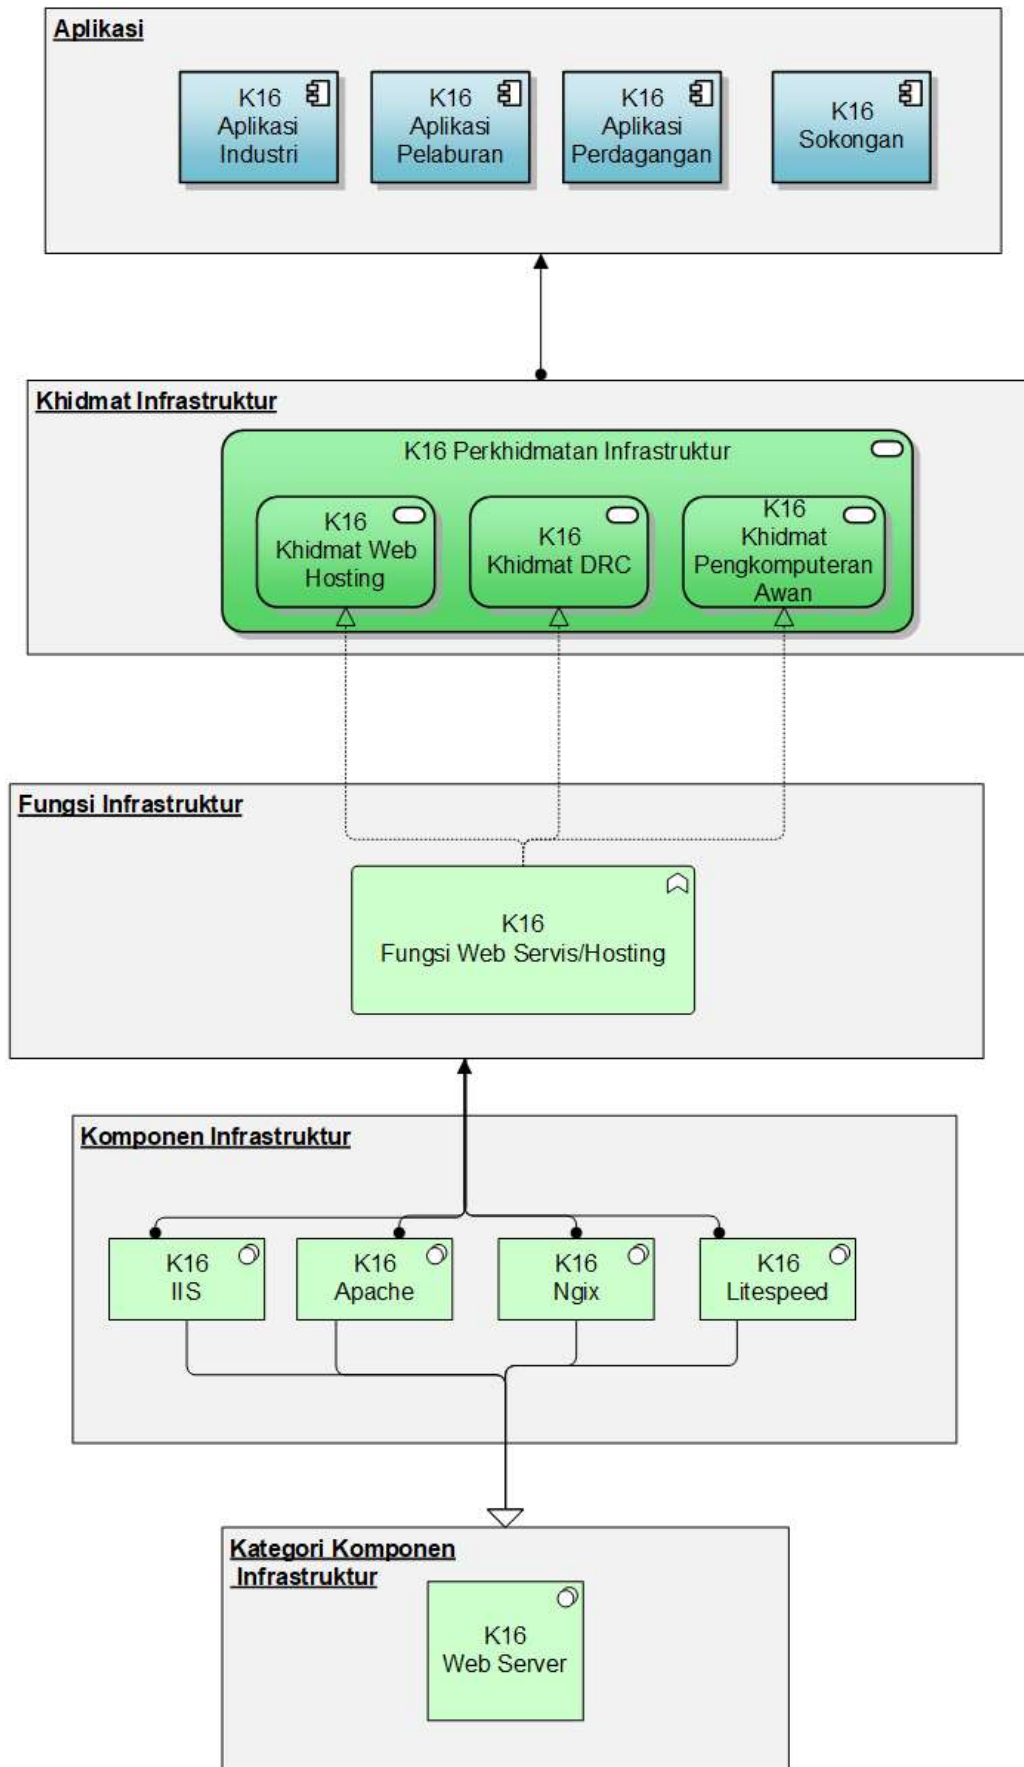 Aplikasi
K16
Aplikasi
Industri
K16
Aplikasi
Pelaburan
K16
Aplikasi
Perdagangan
K16
Sokongan
Khidmat Infrastruktur
K16 Perkhidmatan Infrastruktur
K16
Khidmat Web
Hosting
K16
Khidmat DRC
K16
Khidmat
Pengkomputeran
Awan
Fungsi Infrastruktur
K16
Fungsi Web Servis/Hosting
Komponen Infrastruktur
K16
IIS
K16
Apache
K16
Ngix
K16
Litespeed
Kategori Komponen
Infrastruktur
K16
Web Server